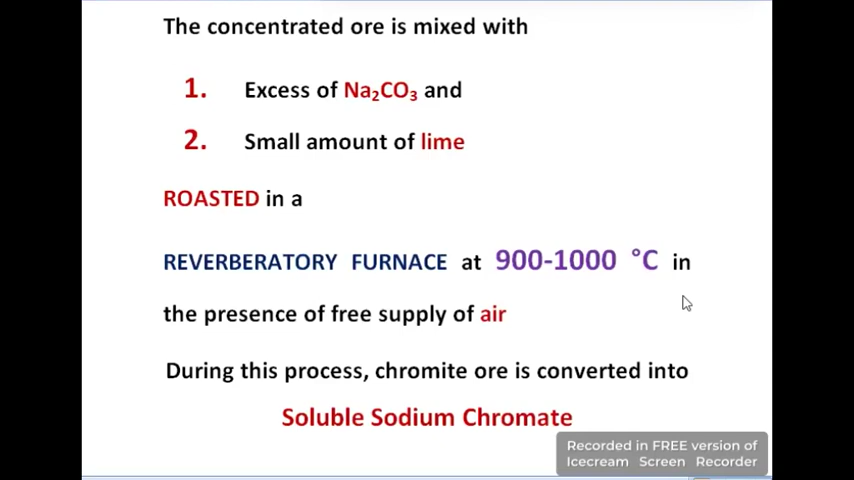 The concentrated ore is mixed with
1. Excess of Na₂CO₃ and
2. Small amount of lime
ROASTED in a
REVERBERATORY FURNACE at 900-1000 °C in
the presence of free supply of air
During this process, chromite ore is converted into
Soluble Sodium Chromate
Recorded in FREE version of
Icecream Screen Recorder